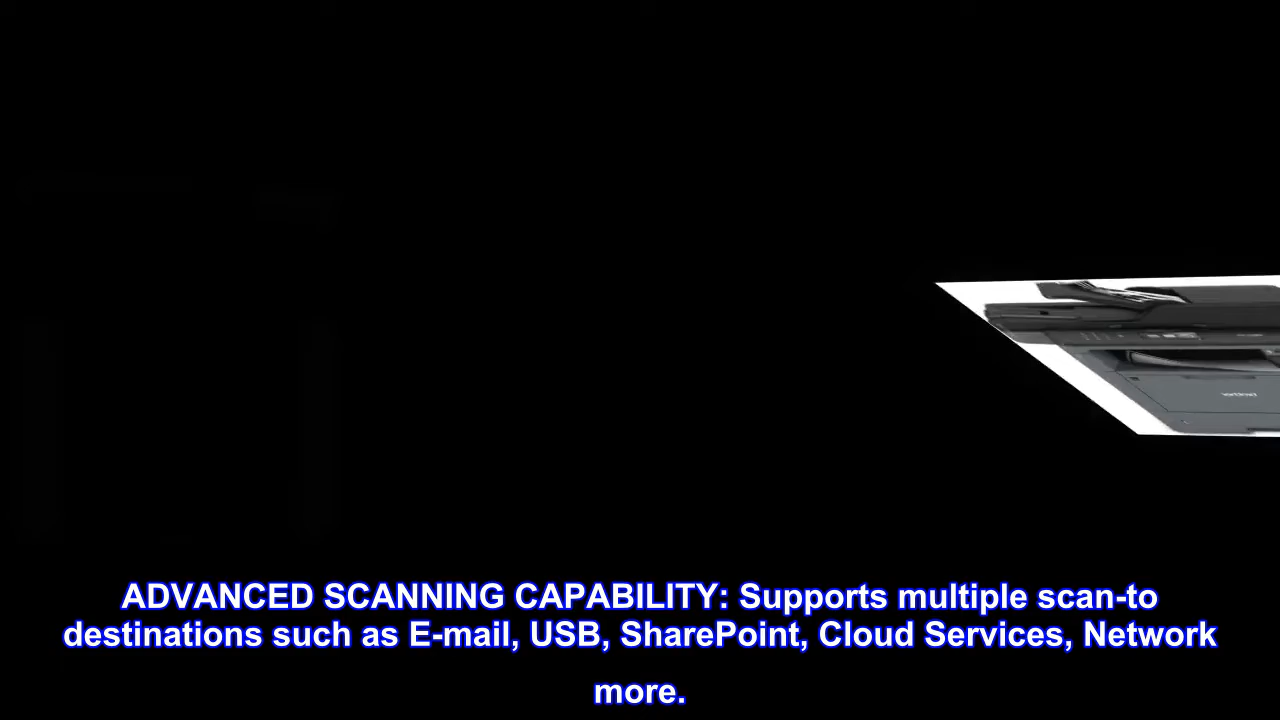 ADVANCED SCANNING CAPABILITY: Supports multiple scan-to
destinations such as E-mail, USB, SharePoint, Cloud Services, Network
more.